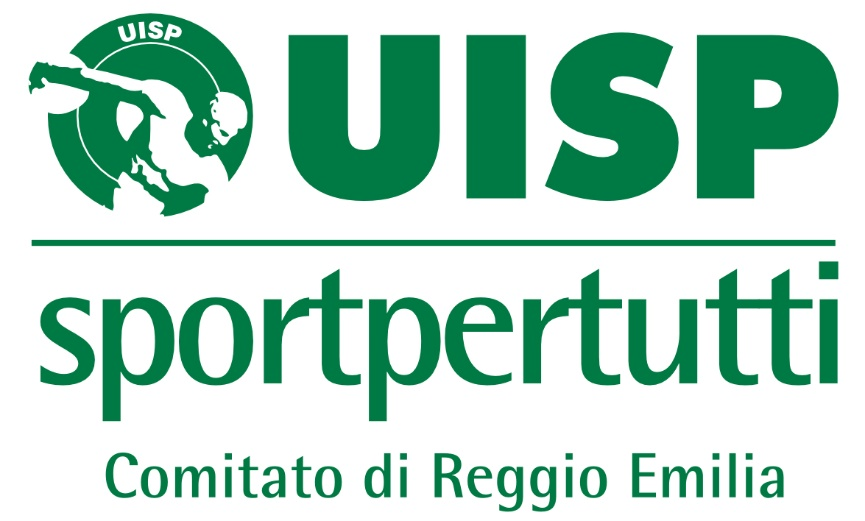 UISP
UISP
sportpertutti
Comitato di Reggio Emilia